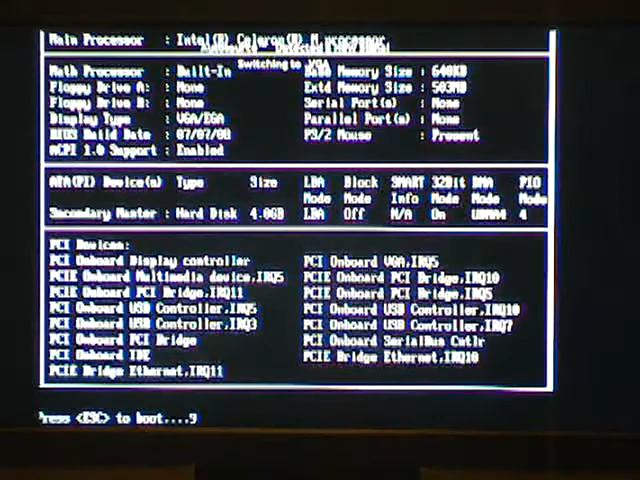 Main Processor : Intel(R) Celeron(R) M processor
Switching to VGA
Math Processor : Built-In Base Memory Size : 640KB
Floppy Drive A: : None Extd Memory Size : 503MB
Floppy Drive B: : None Serial Port(s) : None
Display Type : VGA/EGA Parallel Port(s) : None
BIOS Build Date : 07/07/08 PS/2 Mouse : Present
ACPI 1.0 Support : Enabled
ATA(PI) Device(s) Type Size LBA Block SMART 32Bit DMA PIO
Mode Mode Info Mode Mode Mode
Secondary Master : Hard Disk 4.0GB LBA Off N/A On UDMA4 4
PCI Devices:
PCI Onboard Display controller PCI Onboard VGA,IRQ5
PCIE Onboard Multimedia device,IRQ5 PCIE Onboard PCI Bridge,IRQ10
PCIE Onboard PCI Bridge,IRQ11 PCIE Onboard PCI Bridge,IRQ5
PCI Onboard USB Controller,IRQ5 PCI Onboard USB Controller,IRQ10
PCI Onboard USB Controller,IRQ3 PCI Onboard USB Controller,IRQ7
PCI Onboard PCI Bridge PCI Onboard SerialBus Cntlr
PCI Onboard IDE PCIE Bridge Ethernet,IRQ10
PCIE Bridge Ethernet,IRQ11
Press <ESC> to boot....9